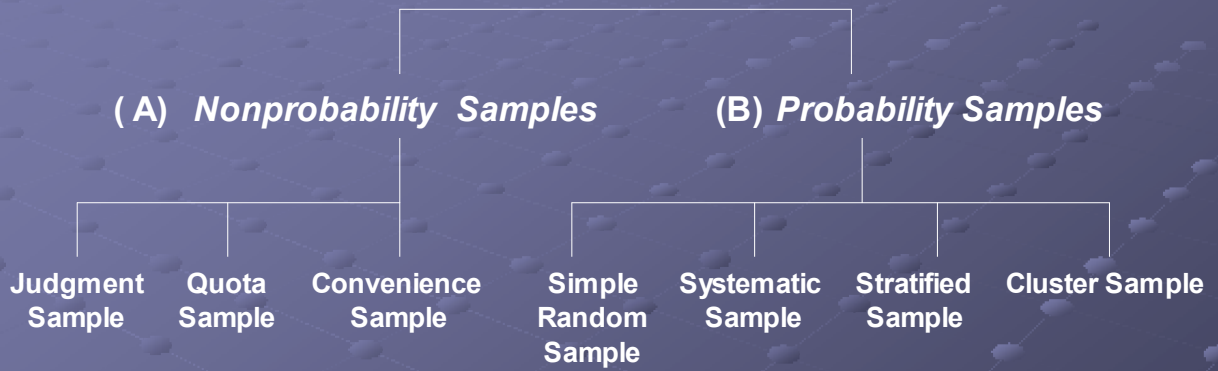 ( A) Nonprobability Samples
(B) Probability Samples
Judgment
Sample
Quota
Sample
Convenience
Sample
Simple
Random
Sample
Systematic
Sample
Stratified
Sample
Cluster Sample